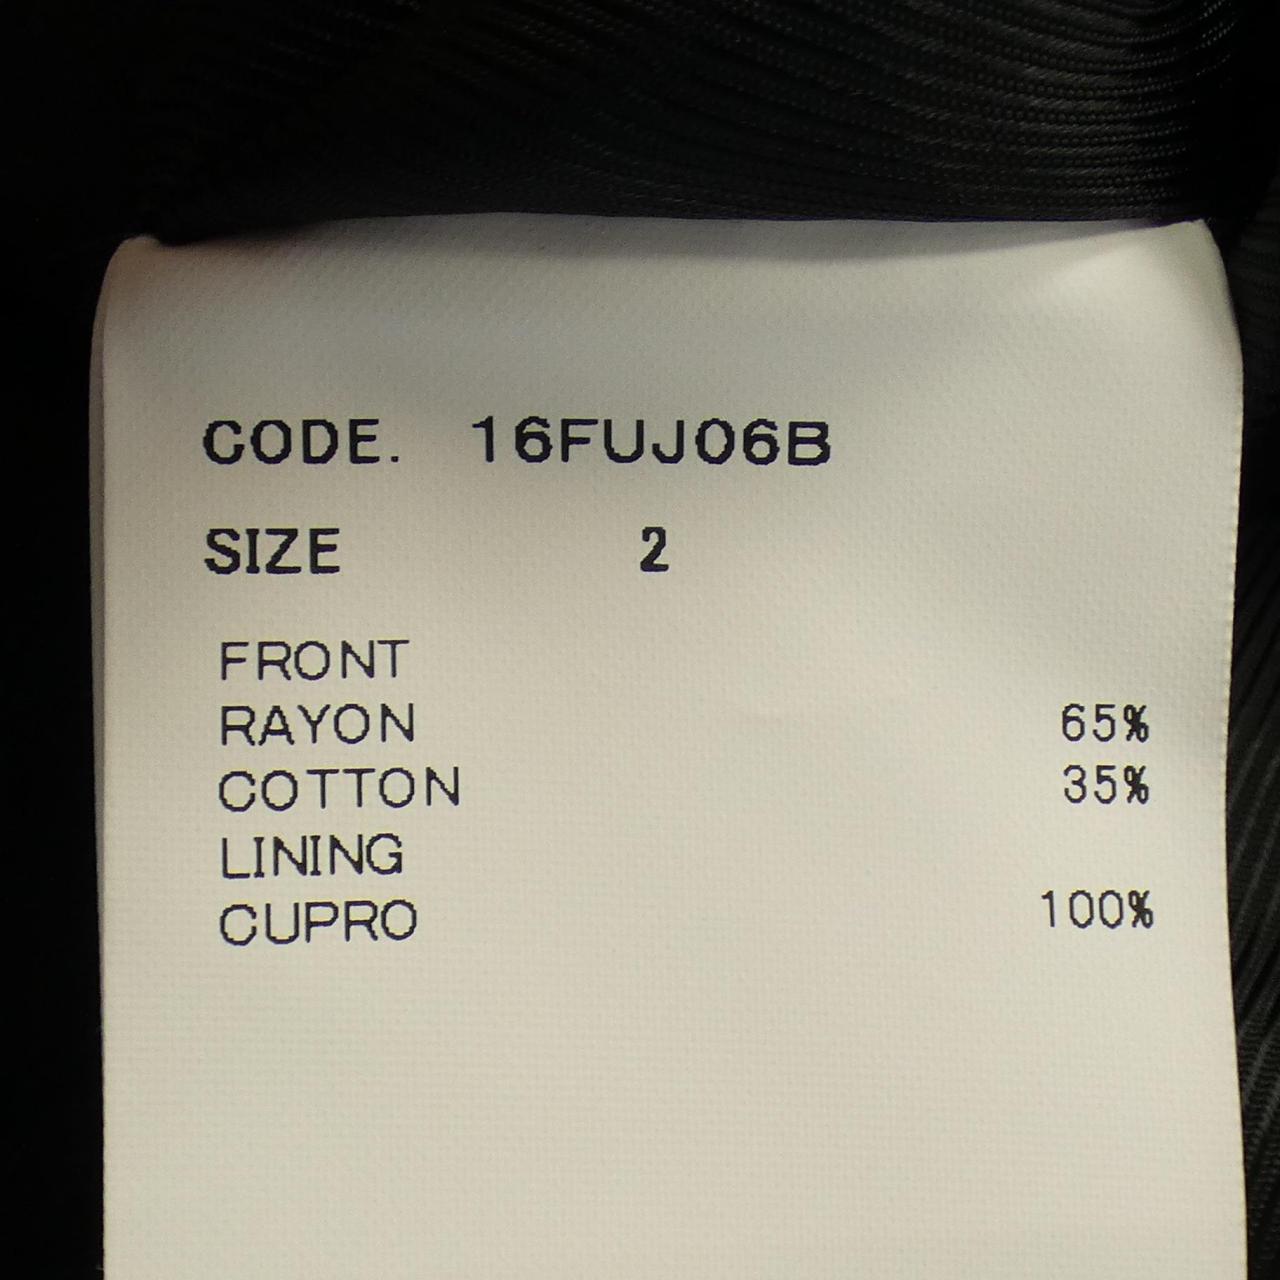 CODE. 16FUJ06B
SIZE 2
FRONT
RAYON 65%
COTTON 35%
LINING
CUPRO 100%